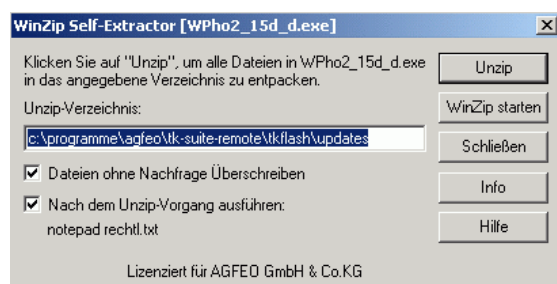 WinZip Self-Extractor [WPho2_15d_d.exe]
Klicken Sie auf "Unzip", um alle Dateien in WPho2_15d_d.exe
in das angegebene Verzeichnis zu entpacken.
Unzip-Verzeichnis:
c:\programme\agfeo\tk-suite-remote\tkflash\updates
Dateien ohne Nachfrage Überschreiben
Nach dem Unzip-Vorgang ausführen:
notepad rechtl.txt
Lizenziert für AGFEO GmbH & Co.KG
Unzip
WinZip starten
Schließen
Info
Hilfe